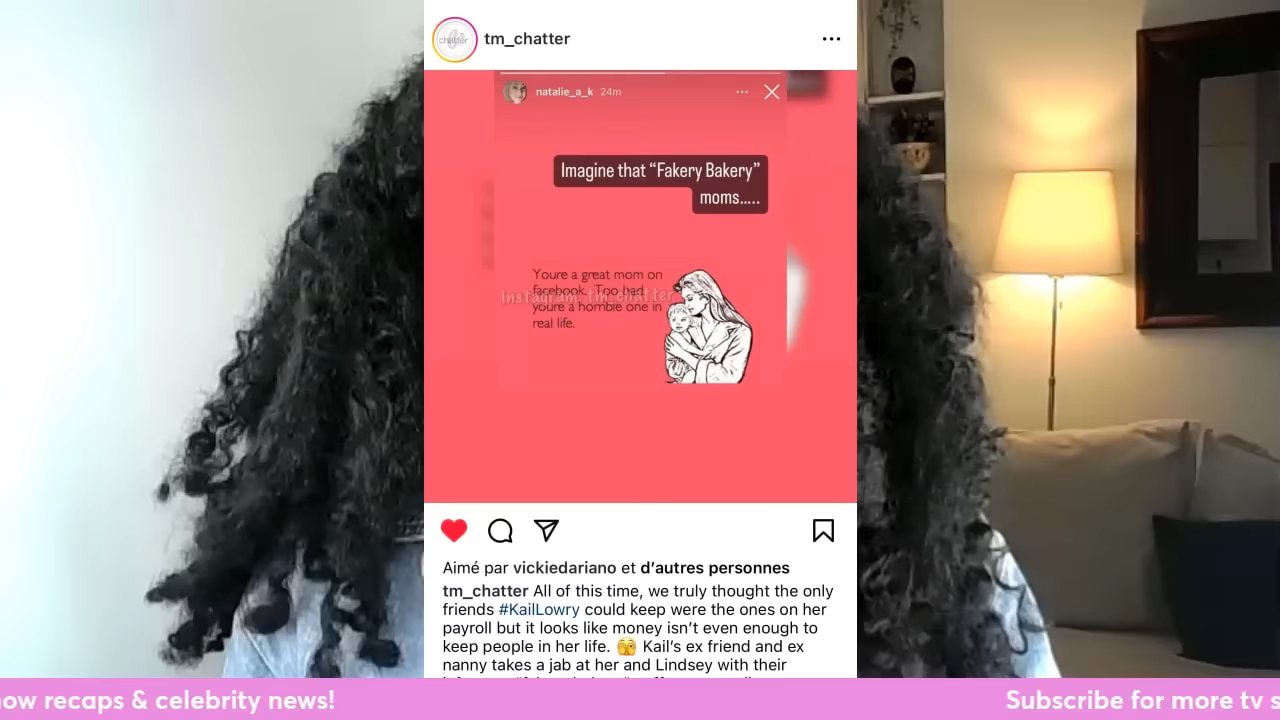 chatter
tm_chatter
natalie_a_k 24m
Imagine that “Fakery Bakery”
moms.....
Youre a great mom on
facebook. Too bad
Instagram: tm_chatter
youre a horrible one in
real life.
Aimé par vickiedariano et d’autres personnes
tm_chatter All of this time, we truly thought the only
friends #KailLowry could keep were the ones on her
payroll but it looks like money isn’t even enough to
keep people in her life. 🫣 Kail’s ex friend and ex
nanny takes a jab at her and Lindsey with their
now recaps & celebrity news!
Subscribe for more tv s